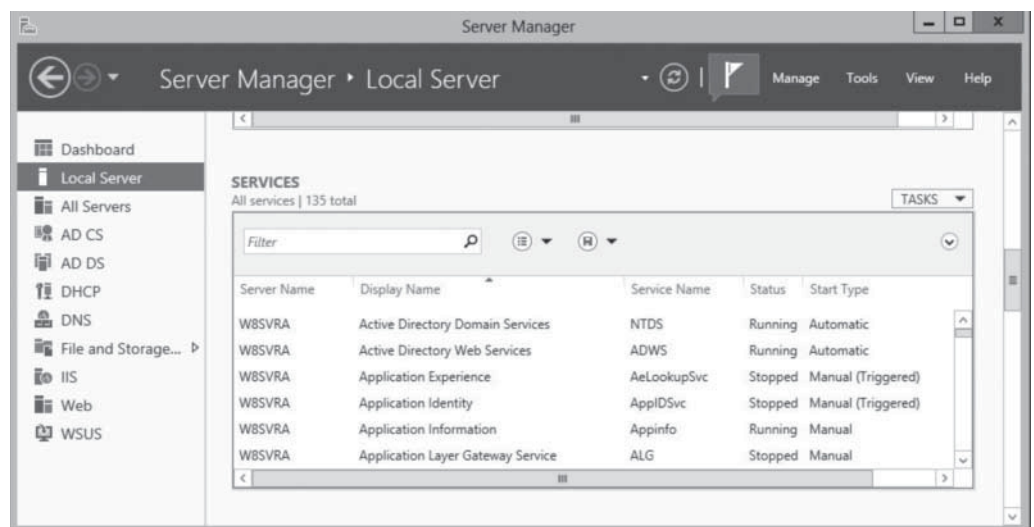 Server Manager
Server Manager ‣ Local Server
Manage Tools View Help
Dashboard
Local Server
All Servers
AD CS
AD DS
DHCP
DNS
File and Storage...
IIS
Web
WSUS
SERVICES
All services | 135 total
TASKS
Filter
Server Name Display Name Service Name Status Start Type
W8SVRA Active Directory Domain Services NTDS Running Automatic
W8SVRA Active Directory Web Services ADWS Running Automatic
W8SVRA Application Experience AeLookupSvc Stopped Manual (Triggered)
W8SVRA Application Identity AppIDSvc Stopped Manual (Triggered)
W8SVRA Application Information Appinfo Running Manual
W8SVRA Application Layer Gateway Service ALG Stopped Manual